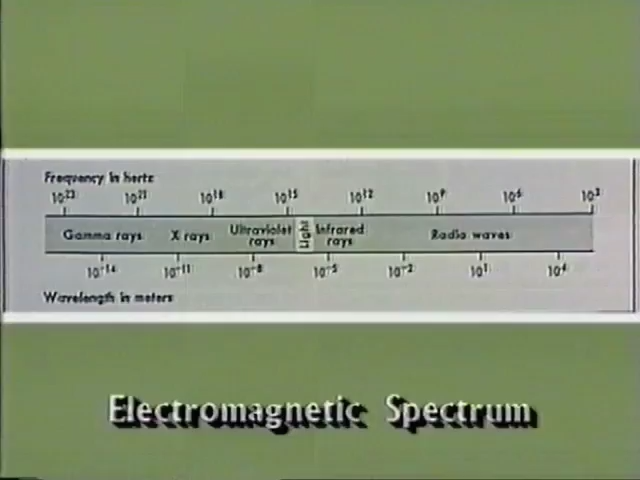 Frequency in hertz
10²³ 10²¹ 10¹⁸ 10¹⁵ 10¹² 10⁹ 10⁶ 10³
Gamma rays X rays Ultraviolet rays Light Infrared rays Radio waves
10⁻¹⁴ 10⁻¹¹ 10⁻⁸ 10⁻⁵ 10⁻² 10¹ 10⁴
Wavelength in meters
Electromagnetic Spectrum